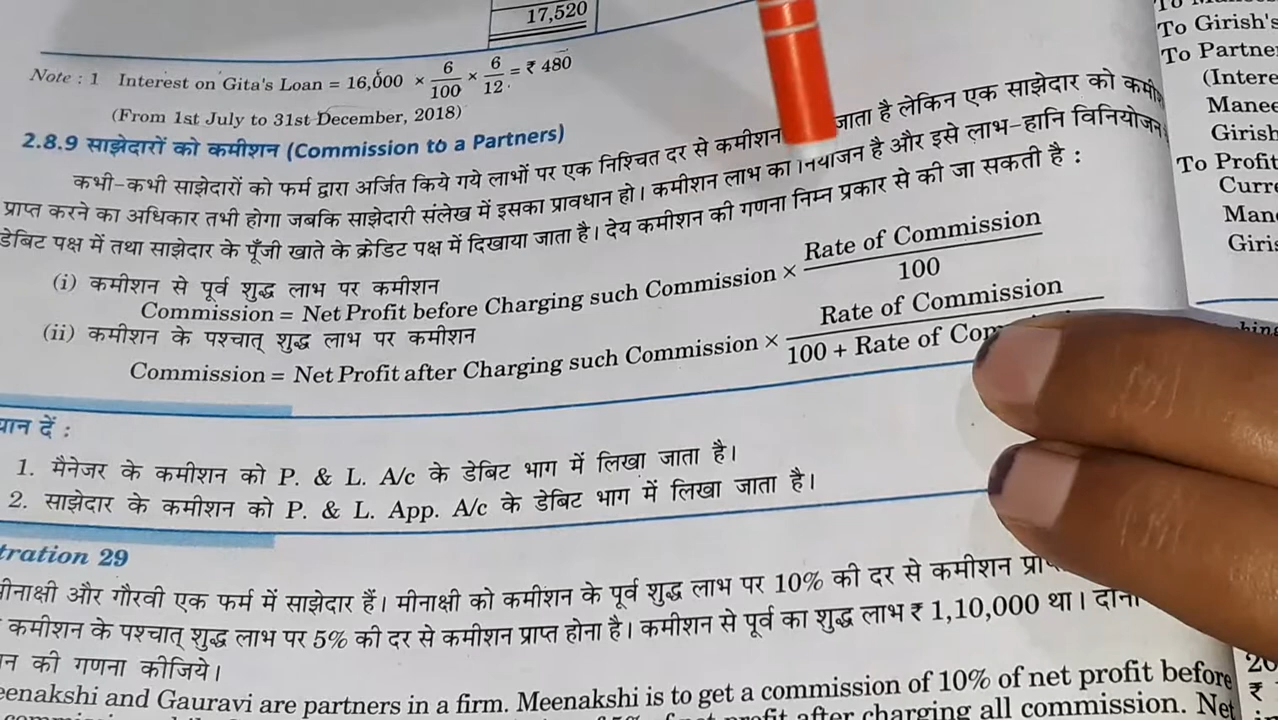 17,520
Note : 1 Interest on Gita's Loan = 16,000 × 6/100 × 6/12 = ₹ 480
(From 1st July to 31st December, 2018)
2.8.9 साझेदारों को कमीशन (Commission to a Partners)
कभी-कभी साझेदारों को फर्म द्वारा अर्जित किये गये लाभों पर एक निश्चित दर से कमीशन जाता है लेकिन एक साझेदार को
प्राप्त करने का अधिकार तभी होगा जबकि साझेदारी संलेख में इसका प्रावधान हो। कमीशन लाभ का नियोजन है और इसे लाभ-हानि विनियोजन
डेबिट पक्ष में तथा साझेदार के पूँजी खाते के क्रेडिट पक्ष में दिखाया जाता है। देय कमीशन की गणना निम्न प्रकार से की जा सकती है :
(i) कमीशन से पूर्व शुद्ध लाभ पर कमीशन
Commission = Net Profit before Charging such Commission × Rate of Commission/100
(ii) कमीशन के पश्चात् शुद्ध लाभ पर कमीशन
Commission = Net Profit after Charging such Commission × Rate of Commission/100 + Rate of
दें :
1. मैनेजर के कमीशन को P. & L. A/c के डेबिट भाग में लिखा जाता है।
2. साझेदार के कमीशन को P. & L. App. A/c के डेबिट भाग में लिखा जाता है।
tration 29
मीनाक्षी और गौरवी एक फर्म में साझेदार हैं। मीनाक्षी को कमीशन के पूर्व शुद्ध लाभ पर 10% की दर से कमीशन
कमीशन के पश्चात् शुद्ध लाभ पर 5% की दर से कमीशन प्राप्त होना है। कमीशन से पूर्व का शुद्ध लाभ ₹ 1,10,000 था।
की गणना कीजिये।
eenakshi and Gauravi are partners in a firm. Meenakshi is to get a commission of 10% of net profit before
profit after charging all commission. Net
To Girish's
To Partne
(Intere
Manee
Girish
To Profit
Curre
Man
Giris
₹